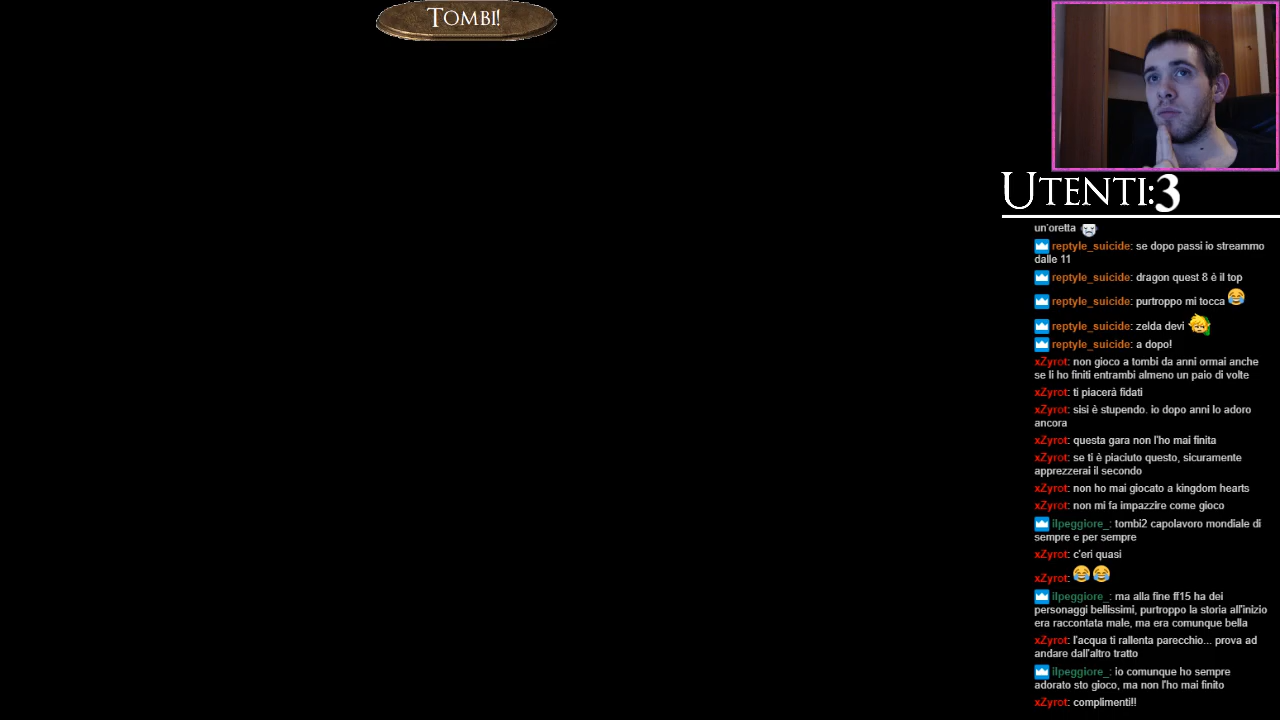 TOMBI!
UTENTI:3
un'oretta
reptyle_suicide: se dopo passi io streammo
dalle 11
reptyle_suicide: dragon quest 8 è il top
reptyle_suicide: purtroppo mi tocca
reptyle_suicide: zelda devi
reptyle_suicide: a dopo!
xZyrot: non gioco a tombi da anni ormai anche
se li ho finiti entrambi almeno un paio di volte
xZyrot: ti piacerà fidati
xZyrot: sisi è stupendo. io dopo anni lo adoro
ancora
xZyrot: questa gara non l'ho mai finita
xZyrot: se ti è piaciuto questo, sicuramente
apprezzerai il secondo
xZyrot: non ho mai giocato a kingdom hearts
xZyrot: non mi fa impazzire come gioco
ilpeggiore_: tombi2 capolavoro mondiale di
sempre e per sempre
xZyrot: c'eri quasi
xZyrot:
ilpeggiore_: ma alla fine ff15 ha dei
personaggi bellissimi, purtroppo la storia all'inizio
era raccontata male, ma era comunque bella
xZyrot: l'acqua ti rallenta parecchio... prova ad
andare dall'altro tratto
ilpeggiore_: io comunque ho sempre
adorato sto gioco, ma non l'ho mai finito
xZyrot: complimenti!!